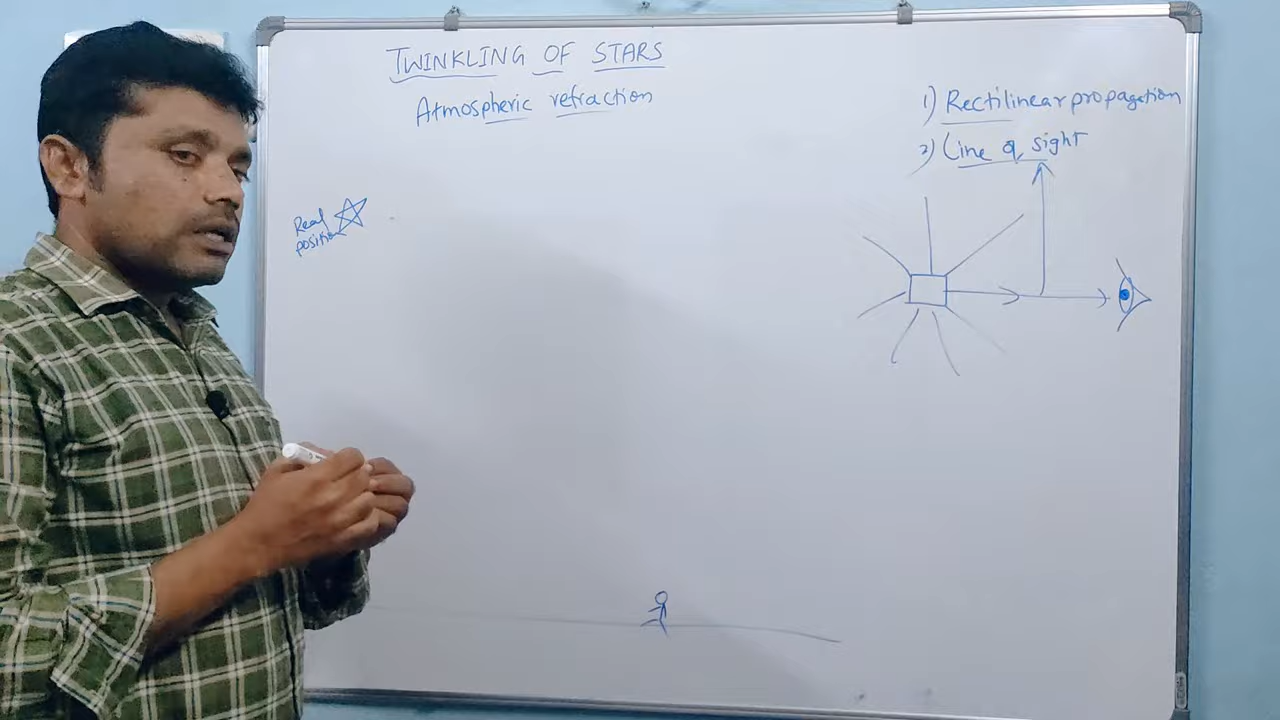 TWINKLING OF STARS
Atmospheric refraction
1) Rectilinear propagation
2) Line of sight
Real
position